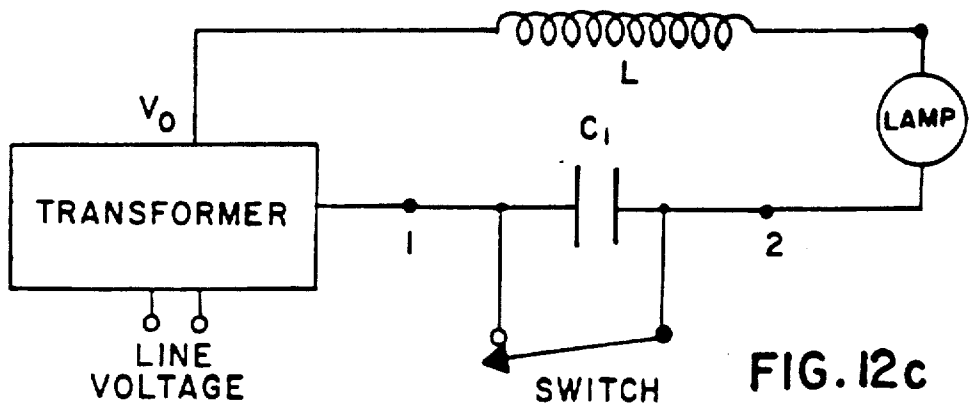 L
V0
LAMP
C1
TRANSFORMER
1
2
LINE
VOLTAGE
SWITCH
FIG. 12c